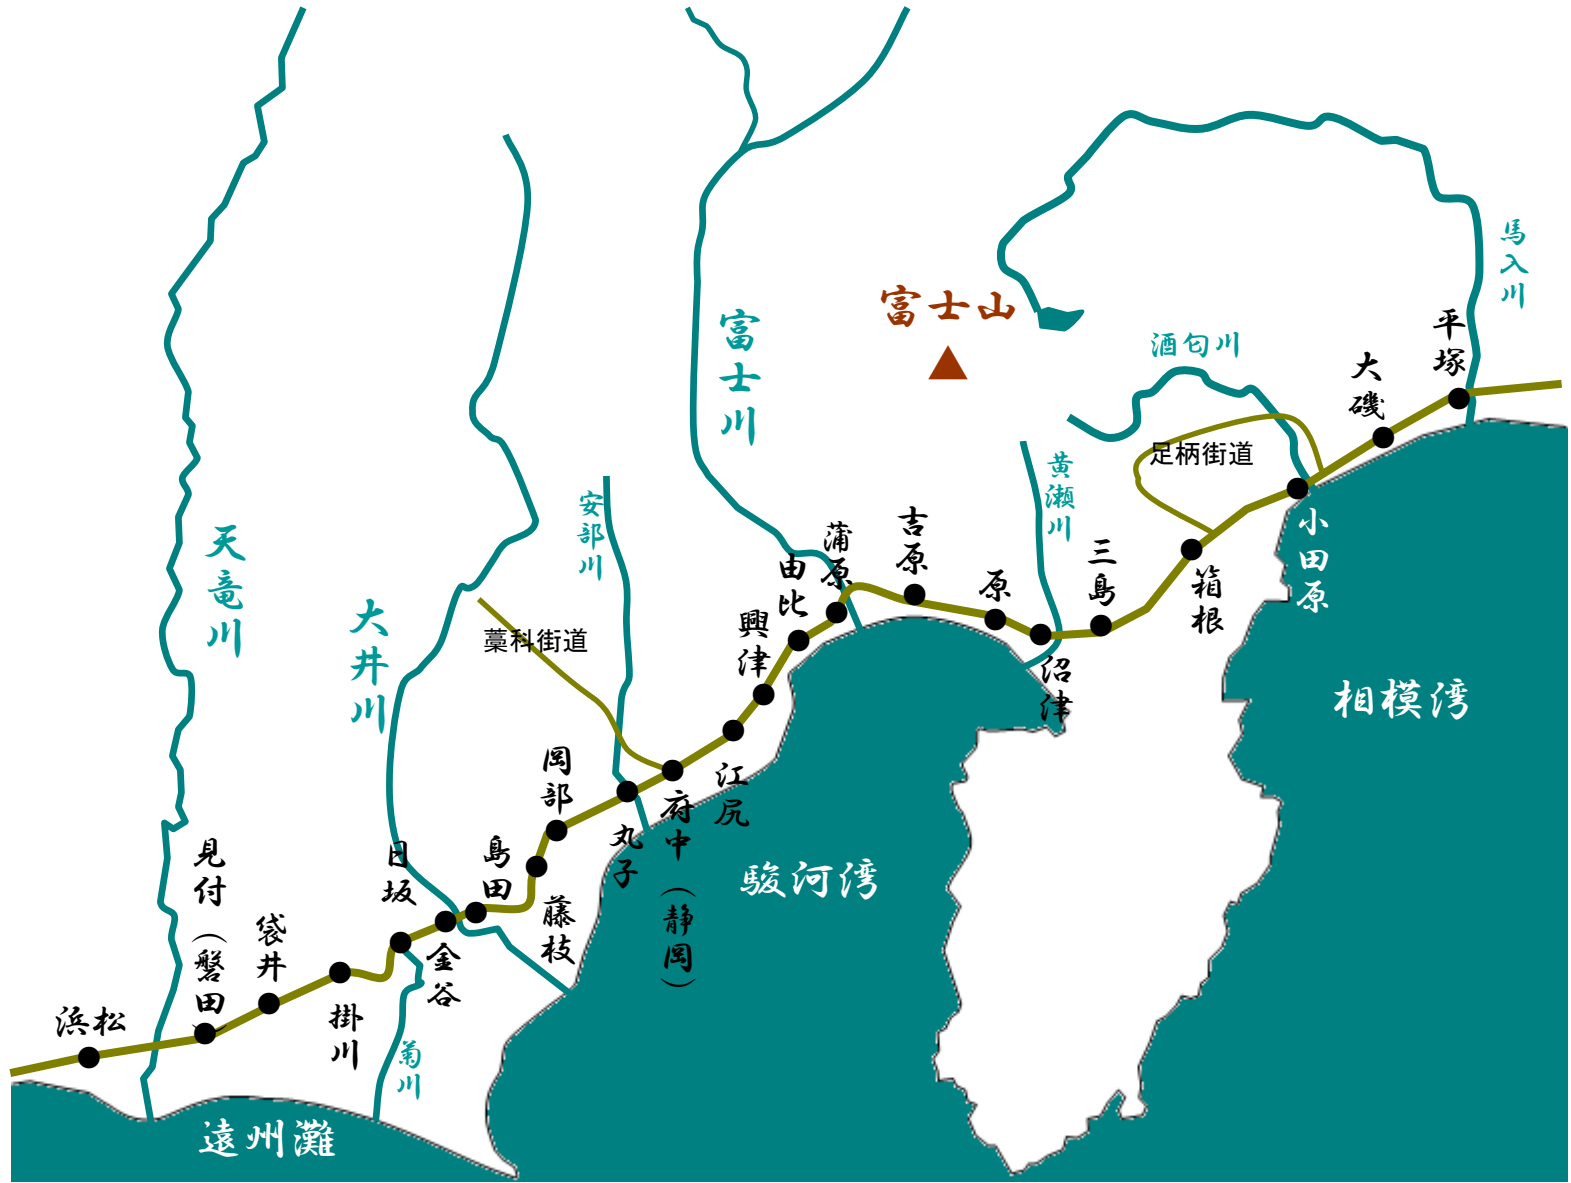 馬入川
富士山
富士川
平塚
酒匂川
大磯
足柄街道
黄瀬川
安部川
吉原
小田原
蒲原
天竜川
三島
由比
原
箱根
大井川
興津
藁科街道
沼津
相模湾
岡部
江尻
府中(静岡)
丸子
日坂
島田
見付(磐田)
駿河湾
藤枝
袋井
金谷
浜松
掛川
菊川
遠州灘